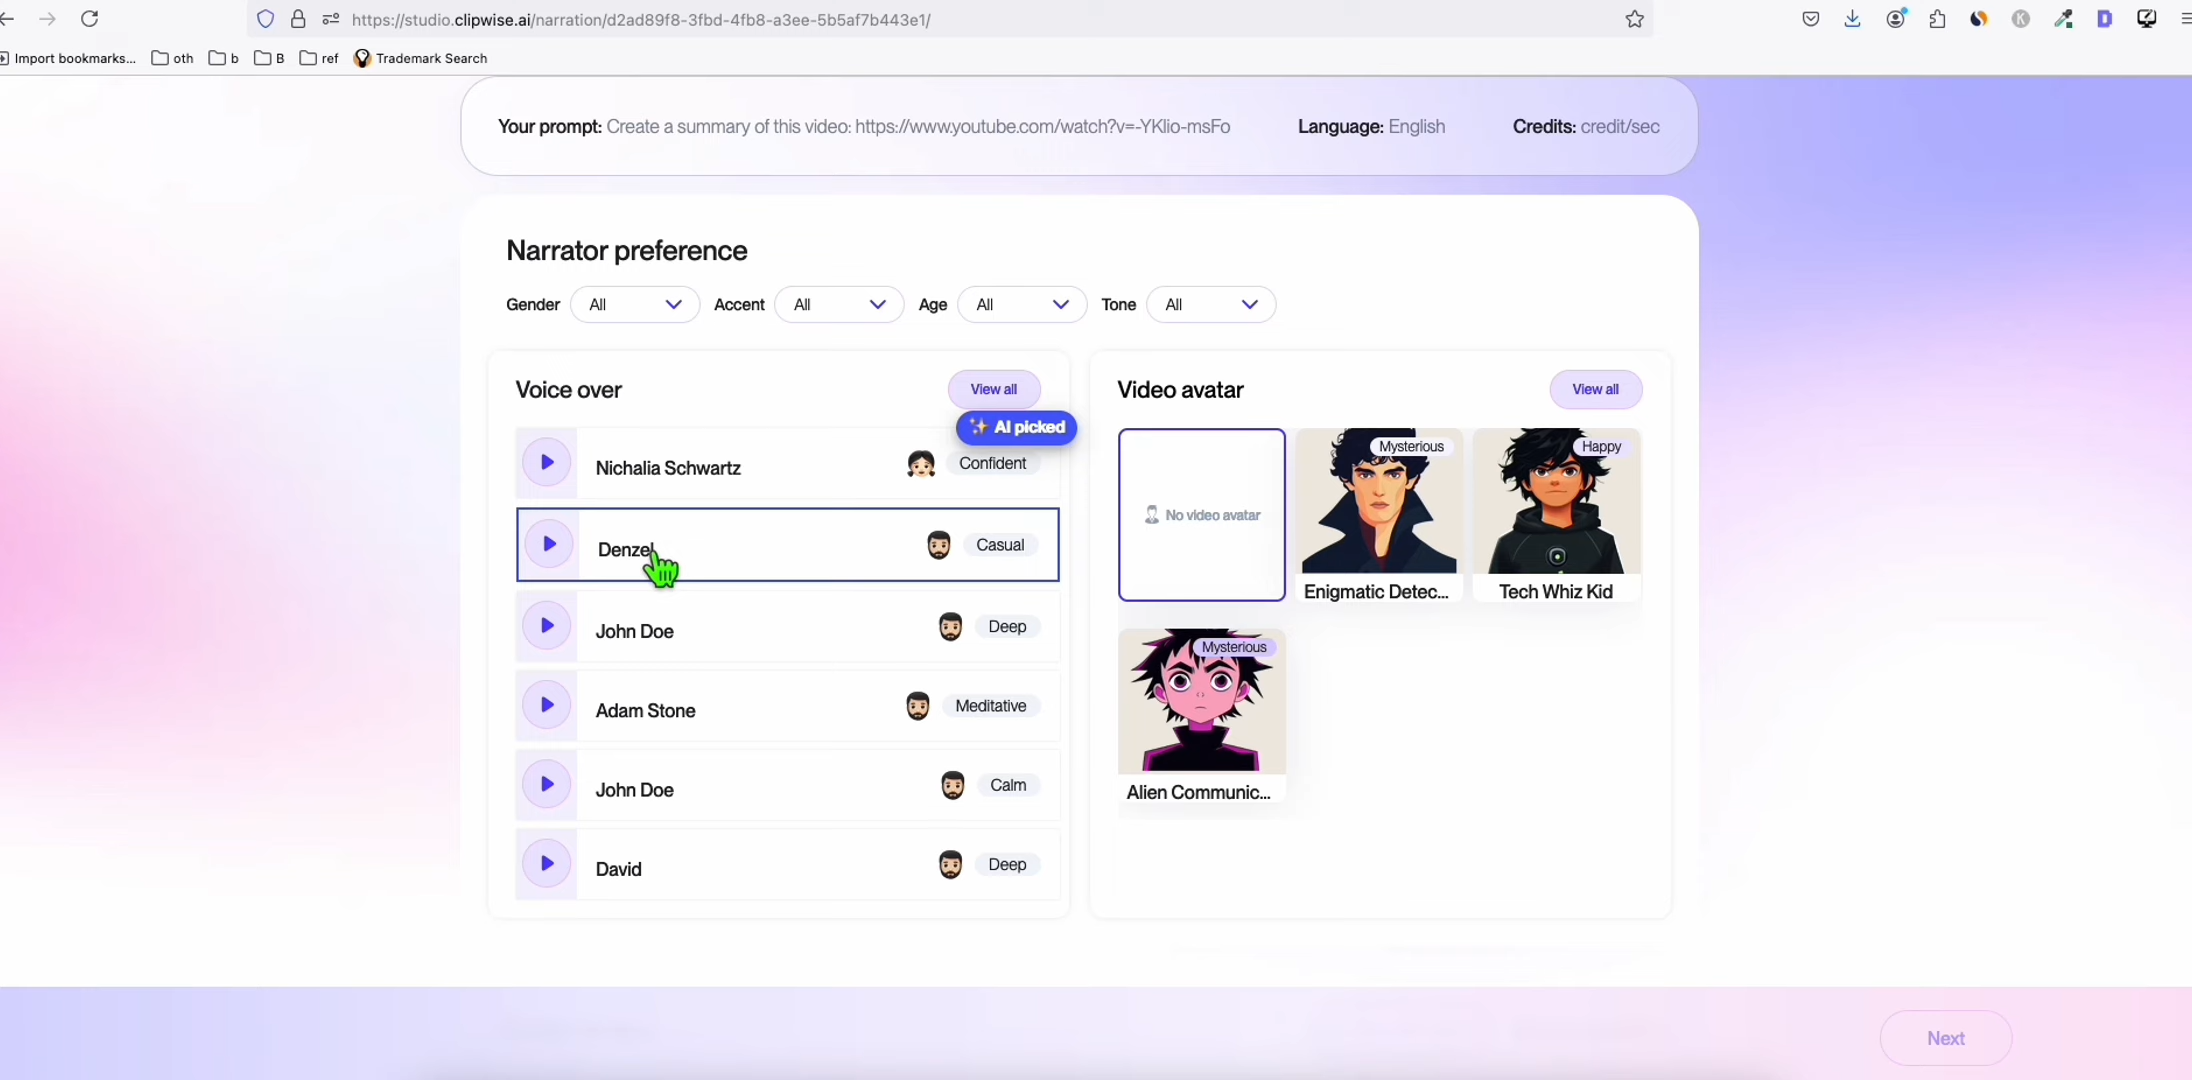 https://studio.clipwise.ai/narration/d2ad89f8-3fbd-4fb8-a3ee-5b5af7b443e1/
Import bookmarks... oth b B ref Trademark Search
Your prompt: Create a summary of this video: https://www.youtube.com/watch?v=-YKlio-msFo Language: English Credits: credit/sec
Narrator preference
Gender All Accent All Age All Tone All
Voice over View all
AI picked
Nichalia Schwartz Confident
Denzel Casual
John Doe Deep
Adam Stone Meditative
John Doe Calm
David Deep
Video avatar View all
No video avatar
Mysterious
Enigmatic Detec...
Happy
Tech Whiz Kid
Mysterious
Alien Communic...
Next
K
D